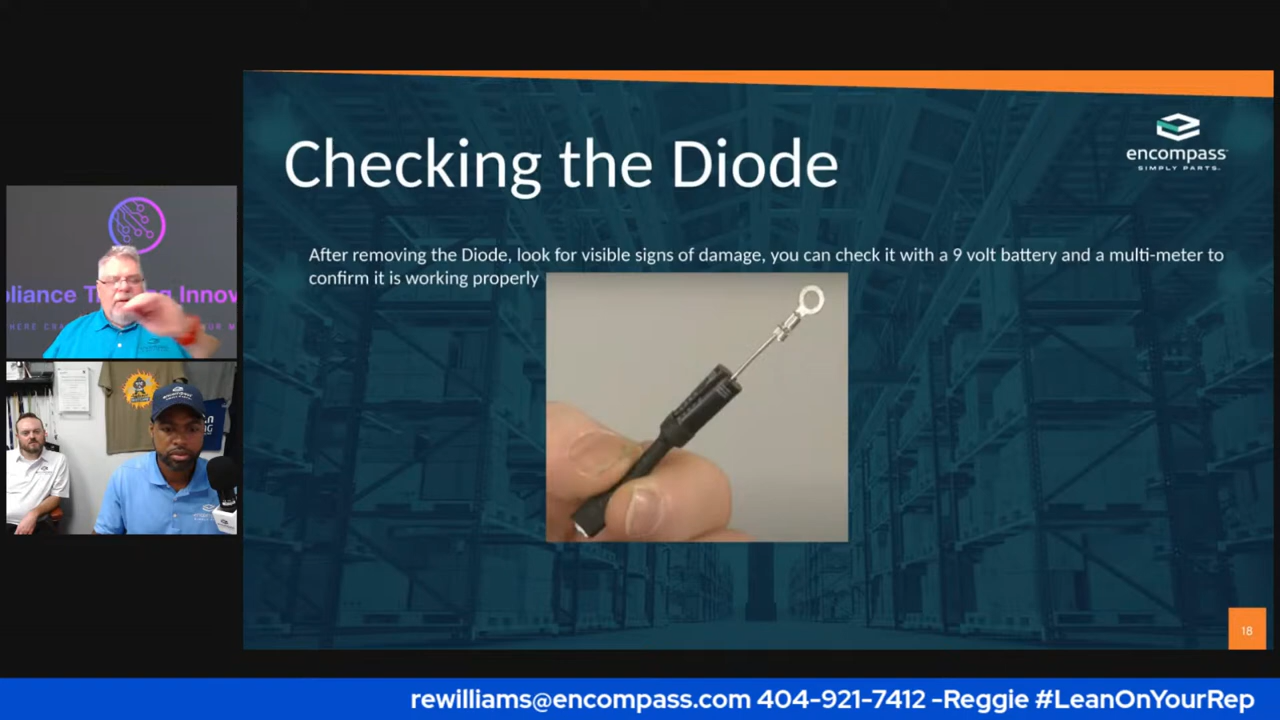 Checking the Diode
encompass
SIMPLY PARTS.
After removing the Diode, look for visible signs of damage, you can check it with a 9 volt battery and a multi-meter to
confirm it is working properly
18
rewilliams@encompass.com 404-921-7412 -Reggie #LeanOnYourRep